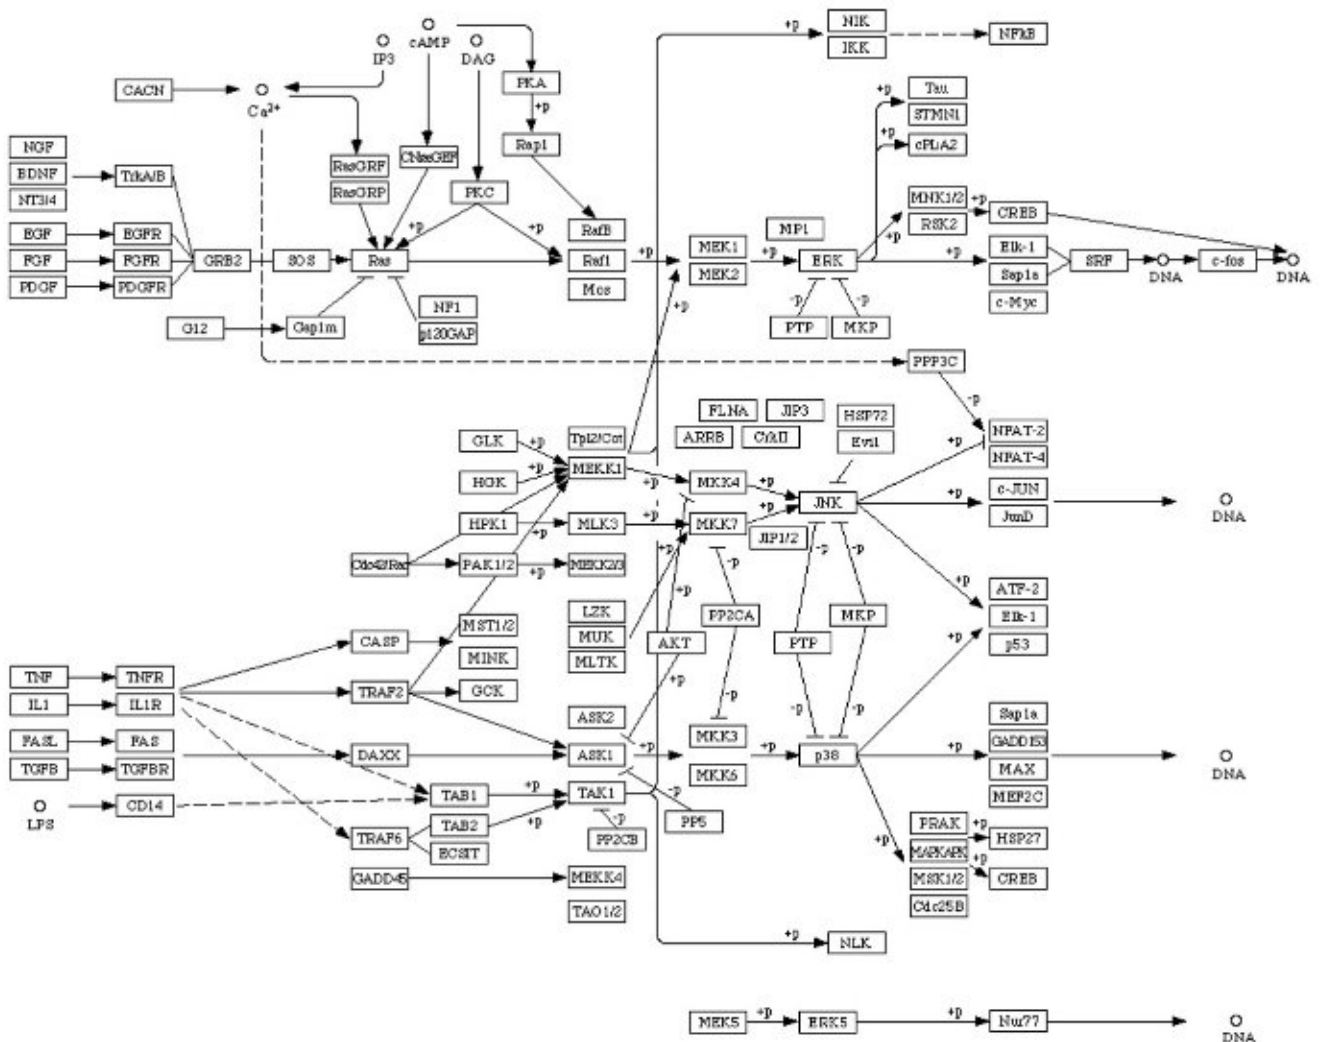 NIK
IKK
NFkB
+p
cAMP
IP3
DAG
CACN
Ca2+
PKA
+p
Rap1
Tau
STMN1
+p
cPLA2
+p
NGF
BDNF
NT3/4
TrkA/B
RasGRF
RasGRP
CNrasGEF
PKC
+p
+p
RafB
Raf1
Mos
+p
MEK1
MEK2
+p
MP1
ERK
+p
+p
MNK1/2
RSK2
+p
CREB
EGF
EGFR
FGF
FGFR
PDGF
PDGFR
GRB2
SOS
Ras
Elk-1
Sap1a
c-Myc
SRF
DNA
c-fos
DNA
G12
Gap1m
NF1
p120GAP
+p
-p
-p
PTP
MKP
PPP3C
-p
GLK
+p
HGK
+p
HPK1
Tpl2/Cot
MEKK1
+p
MLK3
+p
FLNA
JIP3
ARRB
CrkII
HSP72
Evi1
MKK4
+p
MKK7
+p
JIP1/2
JNK
+p
+p
+p
NFAT-2
NFAT-4
c-JUN
JunD
DNA
Cdc42/Rac
PAK1/2
+p
+p
MEKK2/3
+p
+p
-p
-p
-p
LZK
MUK
MLTK
AKT
+p
PP2CA
-p
PTP
MKP
-p
-p
ATF-2
Elk-1
p53
+p
CASP
MST1/2
MINK
GCK
TRAF2
TNF
TNFR
IL1
IL1R
FASL
FAS
TGFB
TGFBR
LPS
CD14
DAXX
ASK2
ASK1
+p
MKK3
MKK6
+p
p38
+p
Sap1a
GADD153
MAX
MEF2C
DNA
TAB1
+p
TAK1
TAB2
+p
ECSIT
TRAF6
-p
PP2CB
-p
PP5
+p
PRAK
MAPKAPK
MSK1/2
Cdc25B
+p
HSP27
+p
CREB
GADD45
MEKK4
TAO1/2
+p
NLK
MEK5
+p
ERK5
+p
Nur77
DNA